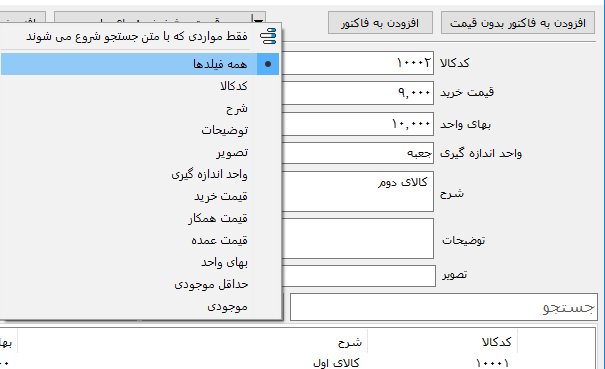 افزودن به فاکتور بدون قیمت
افزودن به فاکتور
فقط مواردی که با متن جستجو شروع می شوند
همه فیلدها
کدکالا
شرح
توضیحات
تصویر
واحد اندازه گیری
قیمت خرید
قیمت همکار
قیمت عمده
بهای واحد
حداقل موجودی
موجودی
کدکالا ۱۰۰۰۲
قیمت خرید ۹,۰۰۰
بهای واحد ۱۰,۰۰۰
واحد اندازه گیری جعبه
شرح کالای دوم
توضیحات
تصویر
جستجو
کدکالا شرح
۱۰۰۰۱ کالای اول